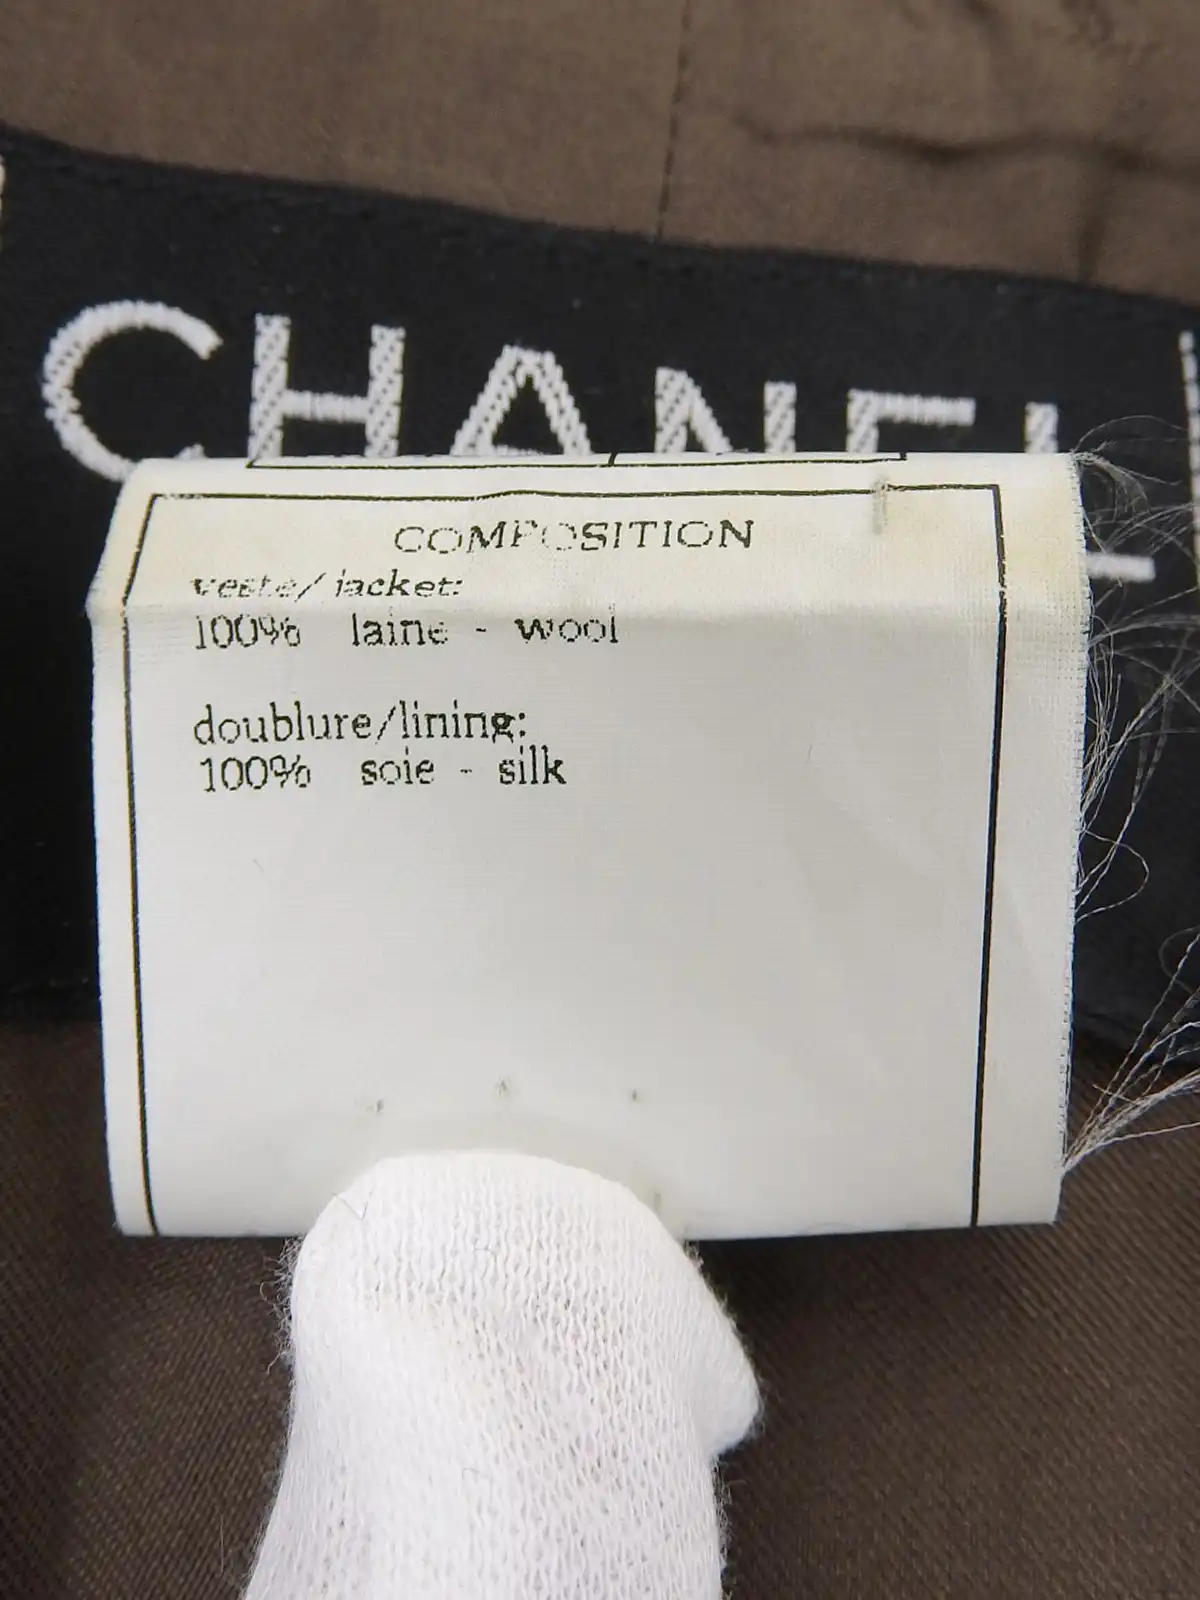 CHANEL
COMPOSITION
veste/jacket:
100% laine - wool
doublure/lining:
100% soie - silk